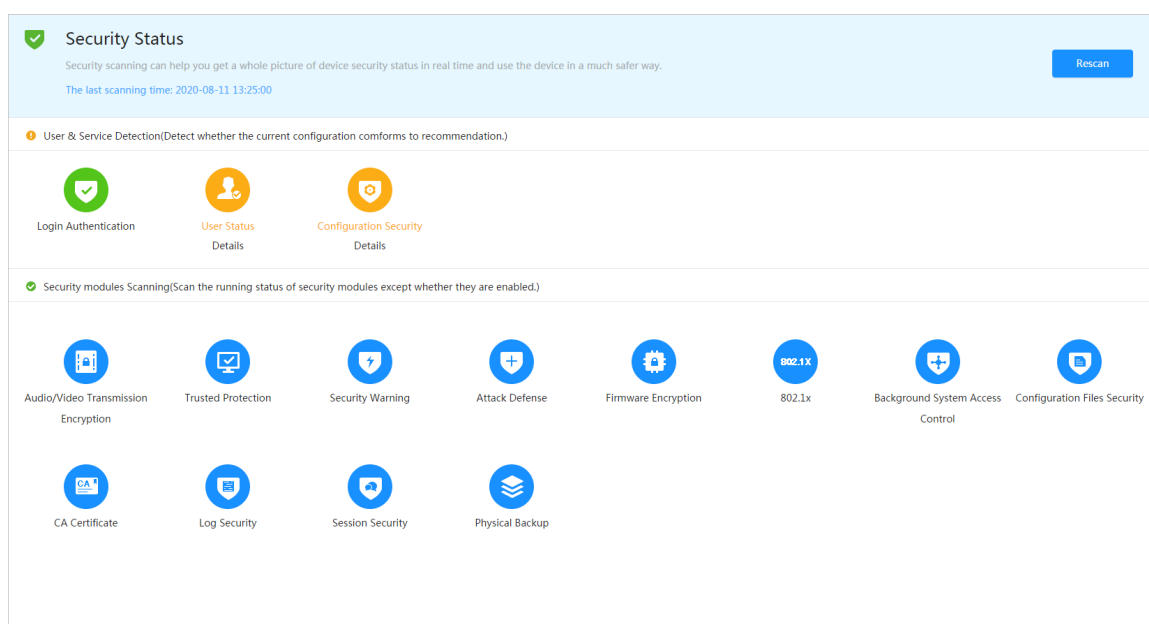 Security Status
Security scanning can help you get a whole picture of device security status in real time and use the device in a much safer way.
Rescan
The last scanning time: 2020-08-11 13:25:00
User & Service Detection(Detect whether the current configuration comforms to recommendation.)
Login Authentication
User Status
Configuration Security
Details
Details
Security modules Scanning(Scan the running status of security modules except whether they are enabled.)
802.1X
Audio/Video Transmission
Encryption
Trusted Protection
Security Warning
Attack Defense
Firmware Encryption
802.1x
Background System Access
Control
Configuration Files Security
CA
CA Certificate
Log Security
Session Security
Physical Backup